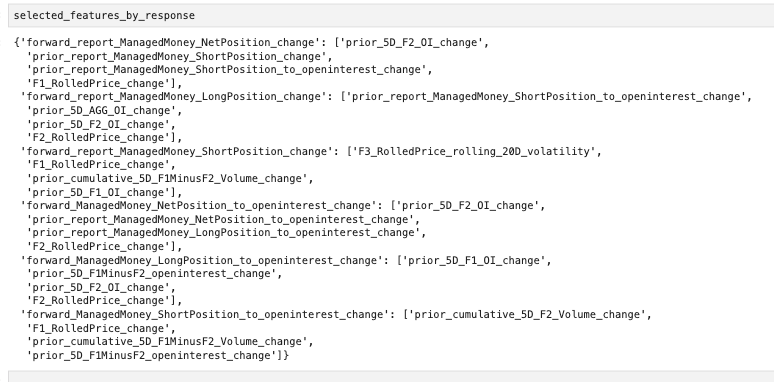 selected_features_by_response
{'forward_report_ManagedMoney_NetPosition_change': ['prior_5D_F2_OI_change',
'prior_report_ManagedMoney_ShortPosition_change',
'prior_report_ManagedMoney_ShortPosition_to_openinterest_change',
'F1_RolledPrice_change'],
'forward_report_ManagedMoney_LongPosition_change': ['prior_report_ManagedMoney_ShortPosition_to_openinterest_change',
'prior_5D_AGG_OI_change',
'prior_5D_F2_OI_change',
'F2_RolledPrice_change'],
'forward_report_ManagedMoney_ShortPosition_change': ['F3_RolledPrice_rolling_20D_volatility',
'F1_RolledPrice_change',
'prior_cumulative_5D_F1MinusF2_Volume_change',
'prior_5D_F1_OI_change'],
'forward_ManagedMoney_NetPosition_to_openinterest_change': ['prior_5D_F2_OI_change',
'prior_report_ManagedMoney_NetPosition_to_openinterest_change',
'prior_report_ManagedMoney_LongPosition_to_openinterest_change',
'F2_RolledPrice_change'],
'forward_ManagedMoney_LongPosition_to_openinterest_change': ['prior_5D_F1_OI_change',
'prior_5D_F1MinusF2_openinterest_change',
'prior_5D_F2_OI_change',
'F2_RolledPrice_change'],
'forward_ManagedMoney_ShortPosition_to_openinterest_change': ['prior_cumulative_5D_F2_Volume_change',
'F1_RolledPrice_change',
'prior_cumulative_5D_F1MinusF2_Volume_change',
'prior_5D_F1MinusF2_openinterest_change']}